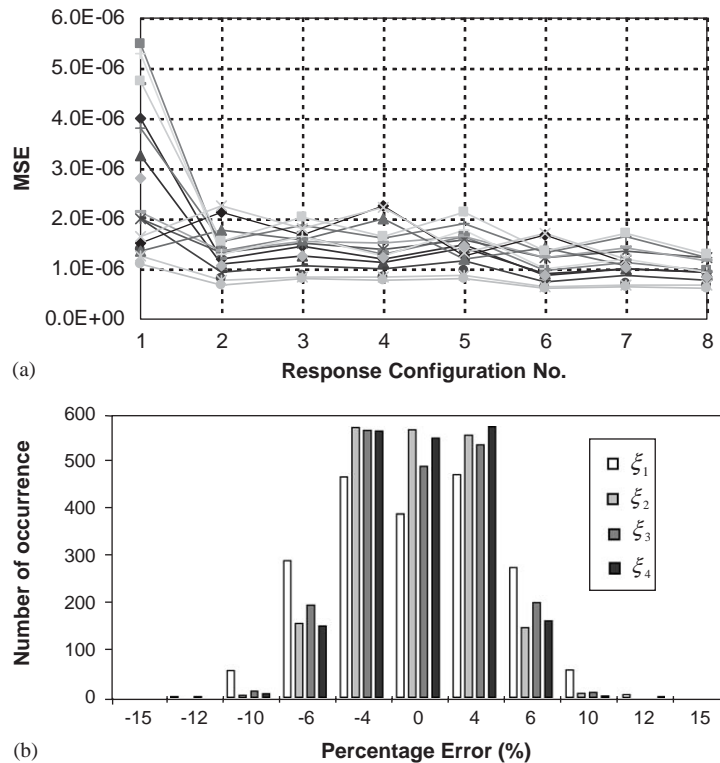 6.0E-06
5.0E-06
4.0E-06
3.0E-06
2.0E-06
1.0E-06
0.0E+00
MSE
1 2 3 4 5 6 7 8
(a) Response Configuration No.
600
500
400
300
200
100
0
Number of occurrence
ξ1
ξ2
ξ3
ξ4
-15 -12 -10 -6 -4 0 4 6 10 12 15
(b) Percentage Error (%)